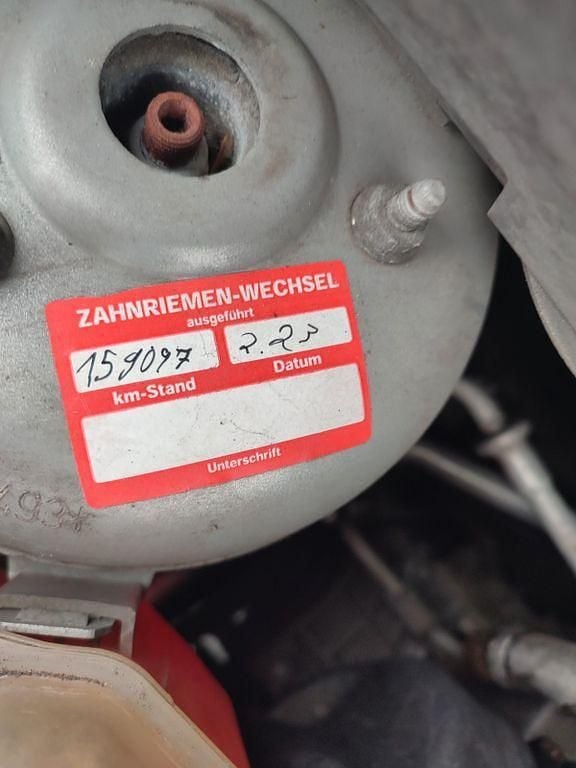 ZAHNRIEMEN-WECHSEL
ausgeführt
159097 2.23
km-Stand Datum
Unterschrift